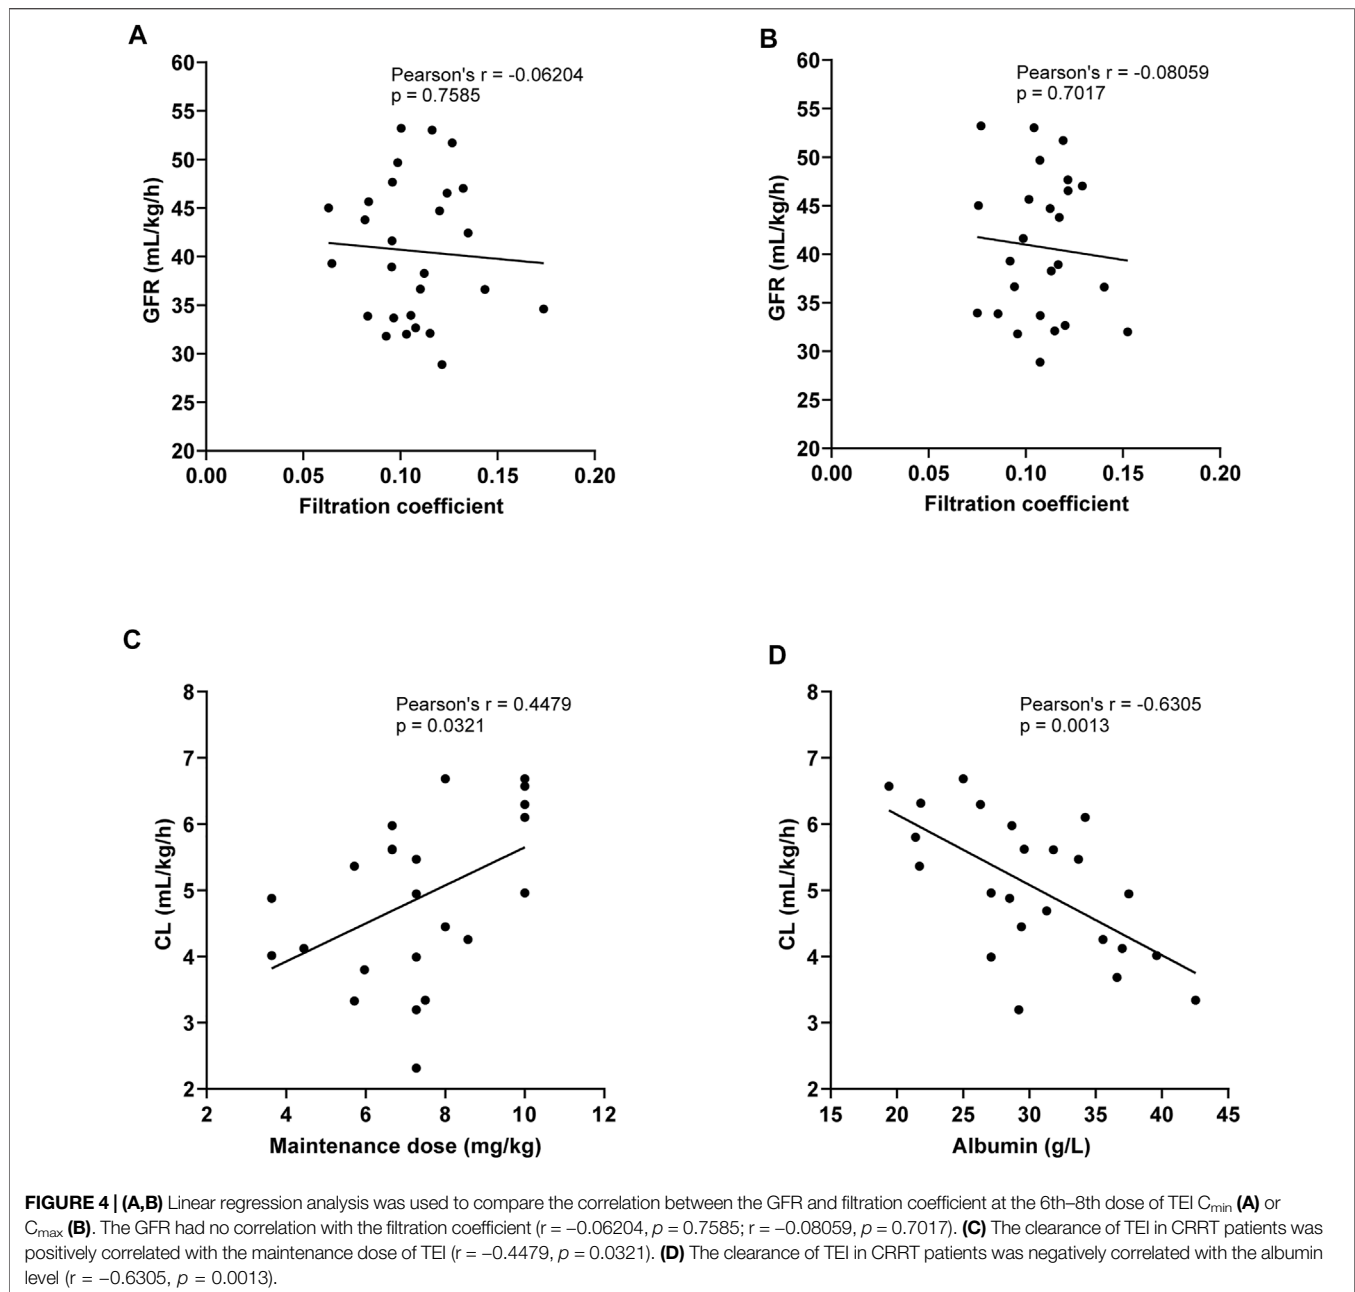 A
Pearson's r = -0.06204
p = 0.7585
60
55
50
45
40
35
30
25
20
GFR (mL/kg/h)
0.00 0.05 0.10 0.15 0.20
Filtration coefficient
B
Pearson's r = -0.08059
p = 0.7017
60
55
50
45
40
35
30
25
20
GFR (mL/kg/h)
0.00 0.05 0.10 0.15 0.20
Filtration coefficient
C
Pearson's r = 0.4479
p = 0.0321
8
7
6
5
4
3
2
CL (mL/kg/h)
2 4 6 8 10 12
Maintenance dose (mg/kg)
D
Pearson's r = -0.6305
p = 0.0013
8
7
6
5
4
3
2
CL (mL/kg/h)
15 20 25 30 35 40 45
Albumin (g/L)
FIGURE 4 | (A,B) Linear regression analysis was used to compare the correlation between the GFR and filtration coefficient at the 6th–8th dose of TEI Cmin (A) or
Cmax (B). The GFR had no correlation with the filtration coefficient (r = −0.06204, p = 0.7585; r = −0.08059, p = 0.7017). (C) The clearance of TEI in CRRT patients was
positively correlated with the maintenance dose of TEI (r = −0.4479, p = 0.0321). (D) The clearance of TEI in CRRT patients was negatively correlated with the albumin
level (r = −0.6305, p = 0.0013).